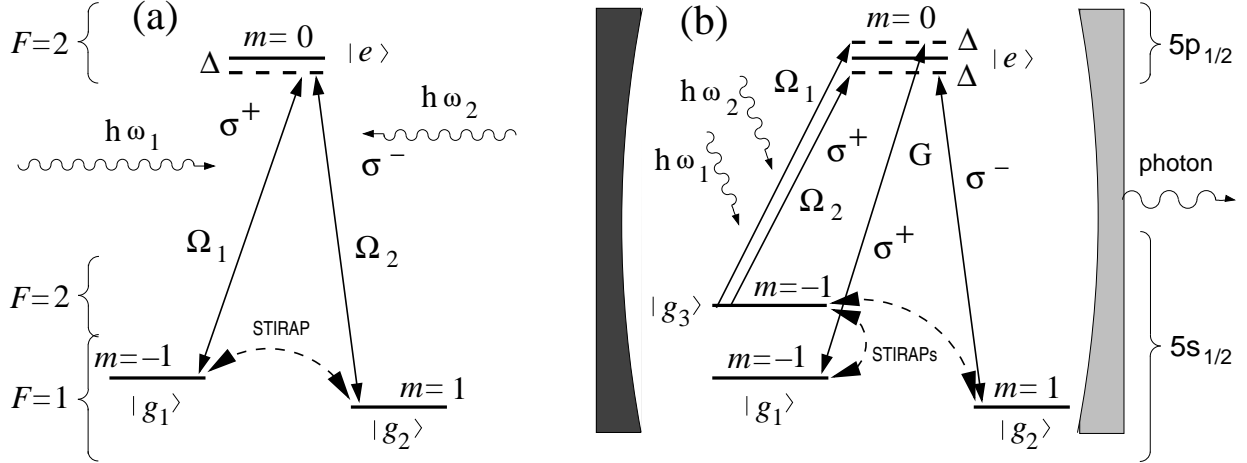 (a)
F=2
m=0
| e ⟩
Δ
σ+
h ω2
h ω1
σ−
Ω1
Ω2
F=2
STIRAP
m=−1
F=1
| g1 ⟩
m=1
| g2 ⟩
(b)
m=0
Δ
| e ⟩
Δ
5p1/2
Ω1
h ω2
h ω1
σ+
G
σ−
photon
Ω2
σ+
m=−1
| g3 ⟩
STIRAPs
5s1/2
m=−1
| g1 ⟩
m=1
| g2 ⟩